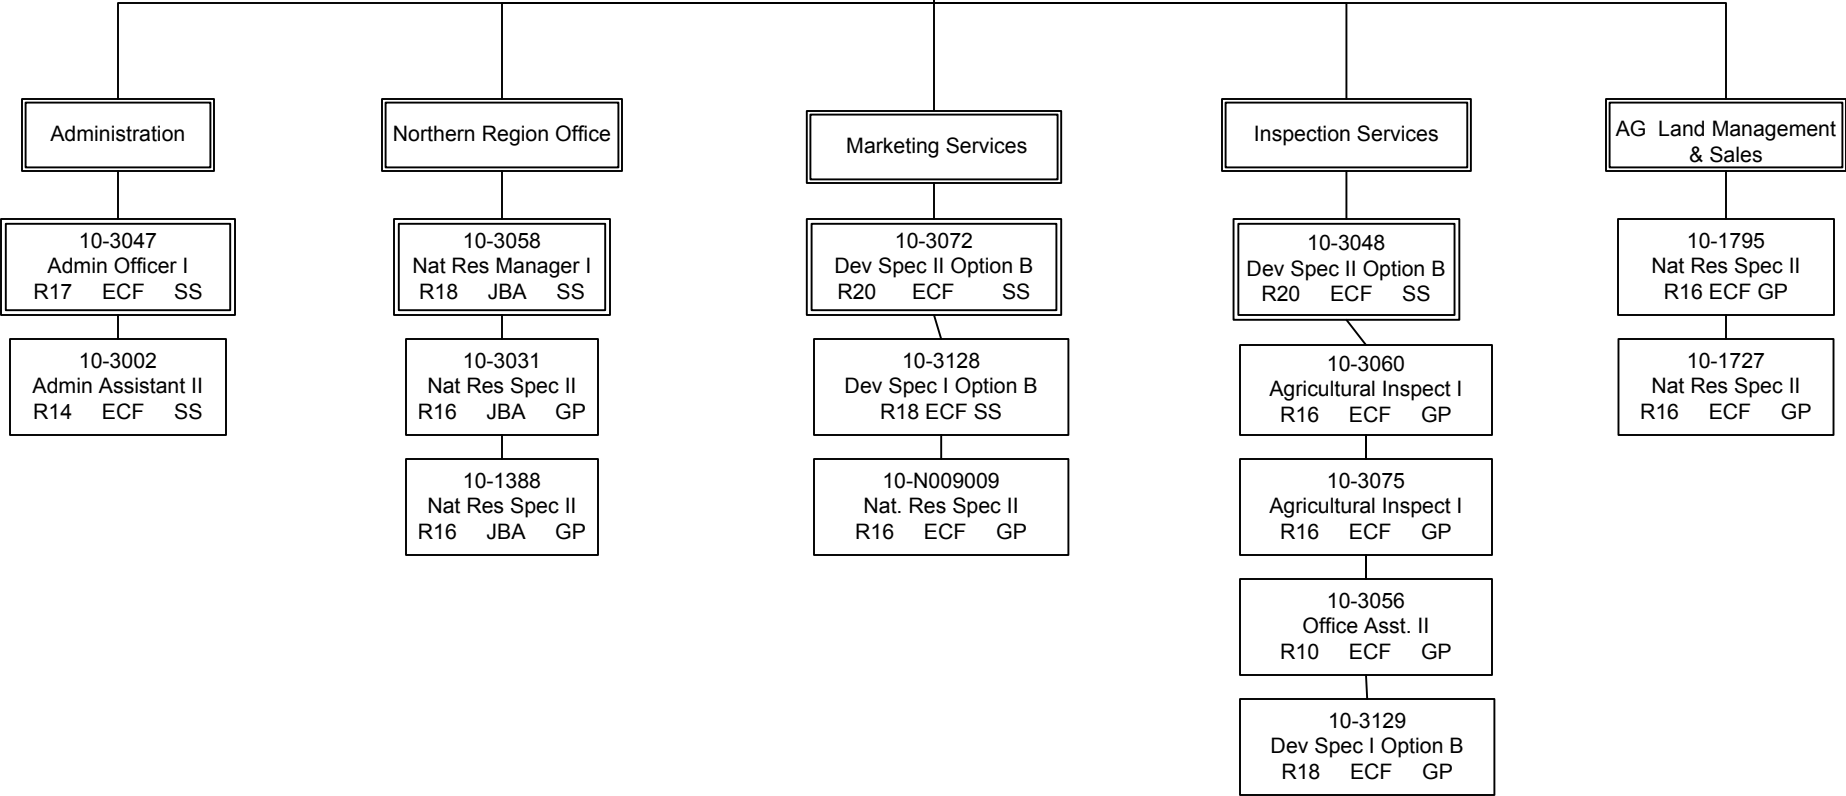 Administration
10-3047
Admin Officer I
R17 ECF SS
10-3002
Admin Assistant II
R14 ECF SS
Northern Region Office
10-3058
Nat Res Manager I
R18 JBA SS
10-3031
Nat Res Spec II
R16 JBA GP
10-1388
Nat Res Spec II
R16 JBA GP
Marketing Services
10-3072
Dev Spec II Option B
R20 ECF SS
10-3128
Dev Spec I Option B
R18 ECF SS
10-N009009
Nat. Res Spec II
R16 ECF GP
Inspection Services
10-3048
Dev Spec II Option B
R20 ECF SS
10-3060
Agricultural Inspect I
R16 ECF GP
10-3075
Agricultural Inspect I
R16 ECF GP
10-3056
Office Asst. II
R10 ECF GP
10-3129
Dev Spec I Option B
R18 ECF GP
AG Land Management
& Sales
10-1795
Nat Res Spec II
R16 ECF GP
10-1727
Nat Res Spec II
R16 ECF GP